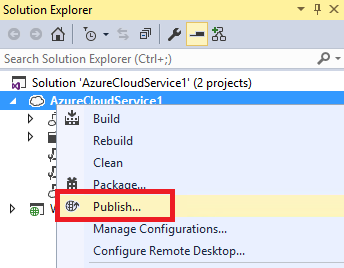 Solution Explorer
Search Solution Explorer (Ctrl+;)
Solution 'AzureCloudService1' (2 projects)
AzureCloudService1
Build
Rebuild
Clean
Package...
Publish...
Manage Configurations...
Configure Remote Desktop...